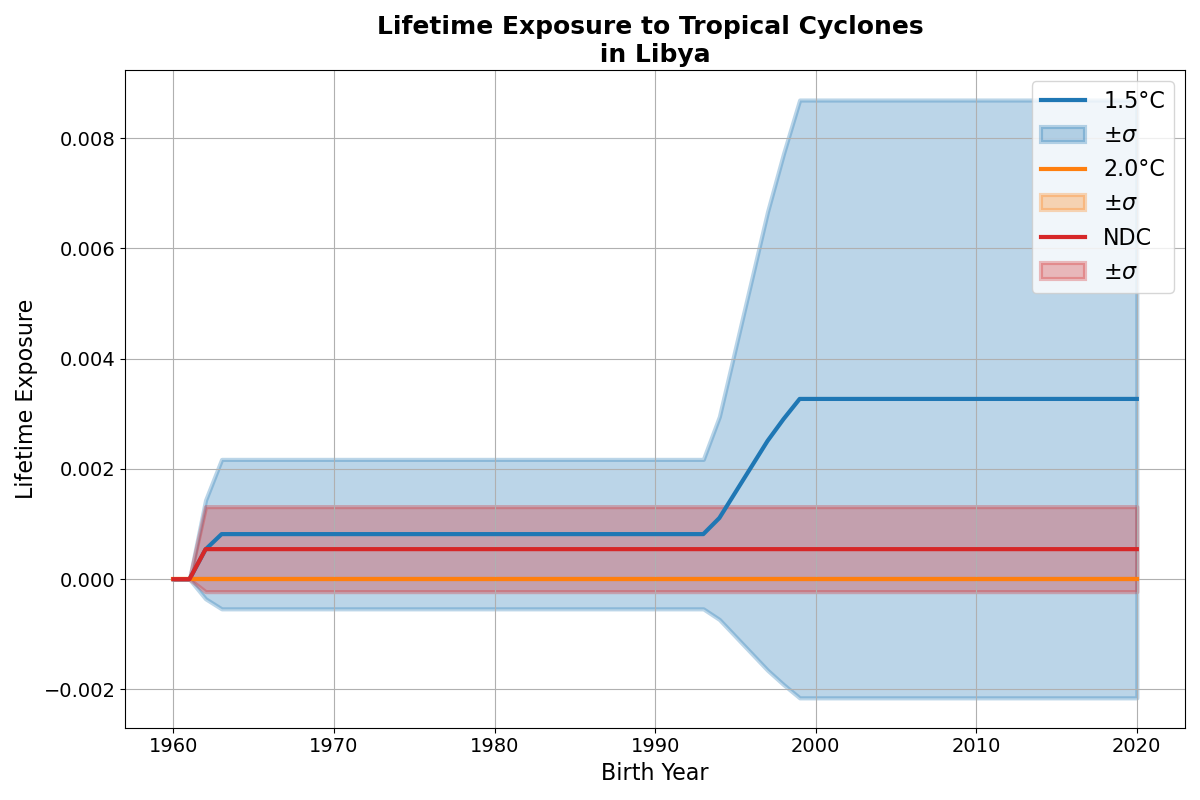 Lifetime Exposure to Tropical Cyclones
in Libya
1.5°C
±σ
2.0°C
±σ
NDC
±σ
0.008
0.006
0.004
0.002
0.000
−0.002
Lifetime Exposure
1960 1970 1980 1990 2000 2010 2020
Birth Year